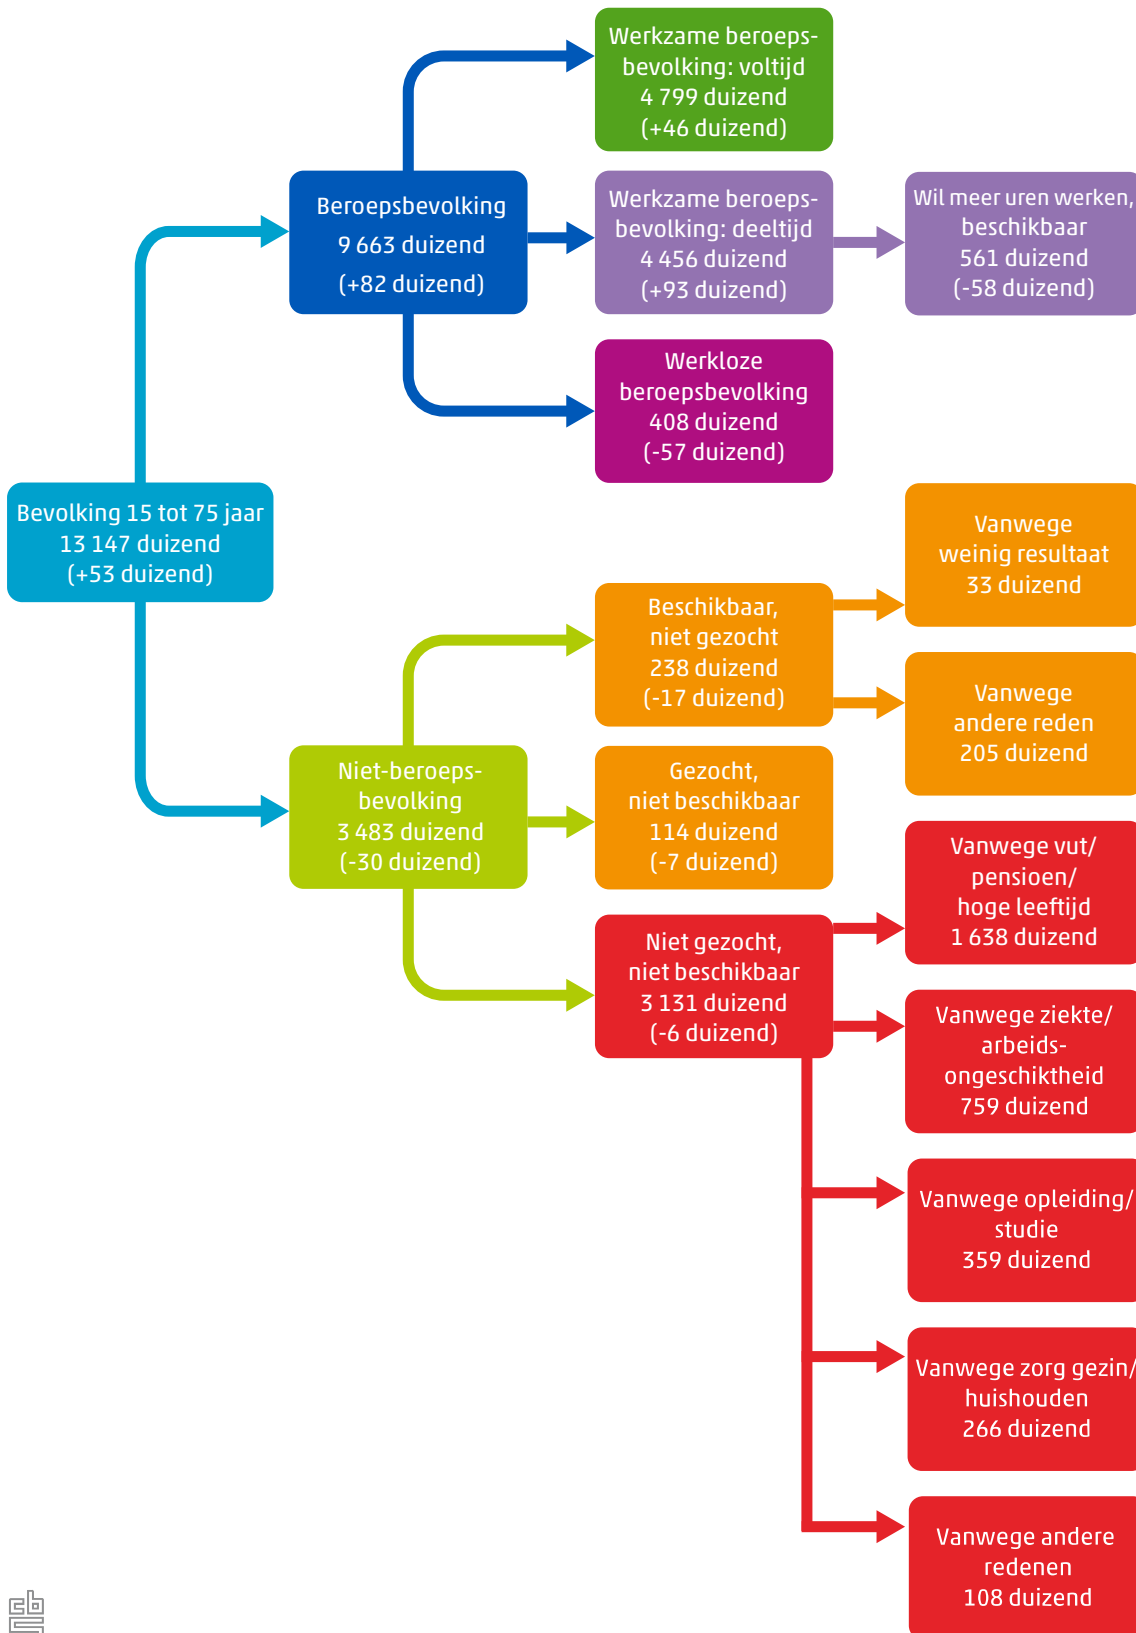 Werkzame beroeps-
bevolking: voltijd
4 799 duizend
(+46 duizend)
Beroepsbevolking
9 663 duizend
(+82 duizend)
Werkzame beroeps-
bevolking: deeltijd
4 456 duizend
(+93 duizend)
Wil meer uren werken,
beschikbaar
561 duizend
(-58 duizend)
Werkloze
beroepsbevolking
408 duizend
(-57 duizend)
Bevolking 15 tot 75 jaar
13 147 duizend
(+53 duizend)
Vanwege
weinig resultaat
33 duizend
Beschikbaar,
niet gezocht
238 duizend
(-17 duizend)
Vanwege
andere reden
205 duizend
Niet-beroeps-
bevolking
3 483 duizend
(-30 duizend)
Gezocht,
niet beschikbaar
114 duizend
(-7 duizend)
Vanwege vut/
pensioen/
hoge leeftijd
1 638 duizend
Niet gezocht,
niet beschikbaar
3 131 duizend
(-6 duizend)
Vanwege ziekte/
arbeids-
ongeschiktheid
759 duizend
Vanwege opleiding/
studie
359 duizend
Vanwege zorg gezin/
huishouden
266 duizend
Vanwege andere
redenen
108 duizend
cbs